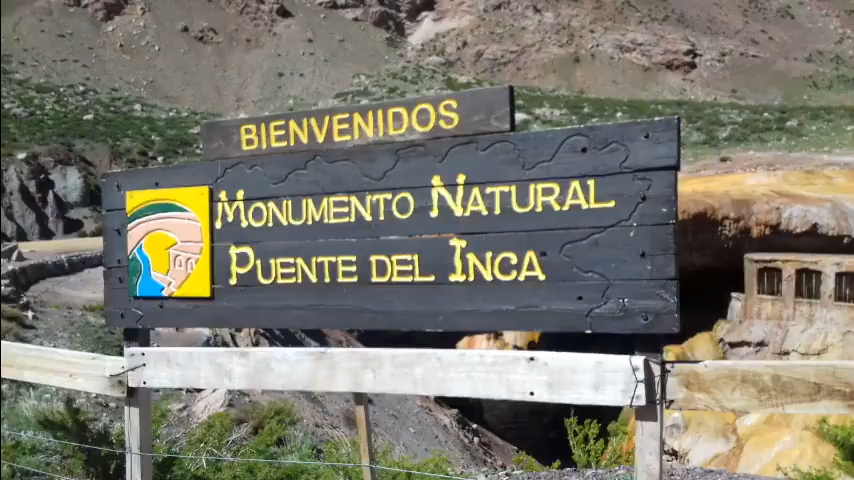 BIENVENIDOS
MONUMENTO NATURAL
PUENTE DEL INCA